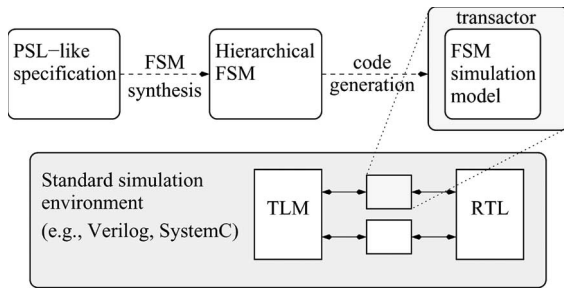 PSL−like
specification
FSM
synthesis
Hierarchical
FSM
code
generation
transactor
FSM
simulation
model
Standard simulation
environment
(e.g., Verilog, SystemC)
TLM
RTL